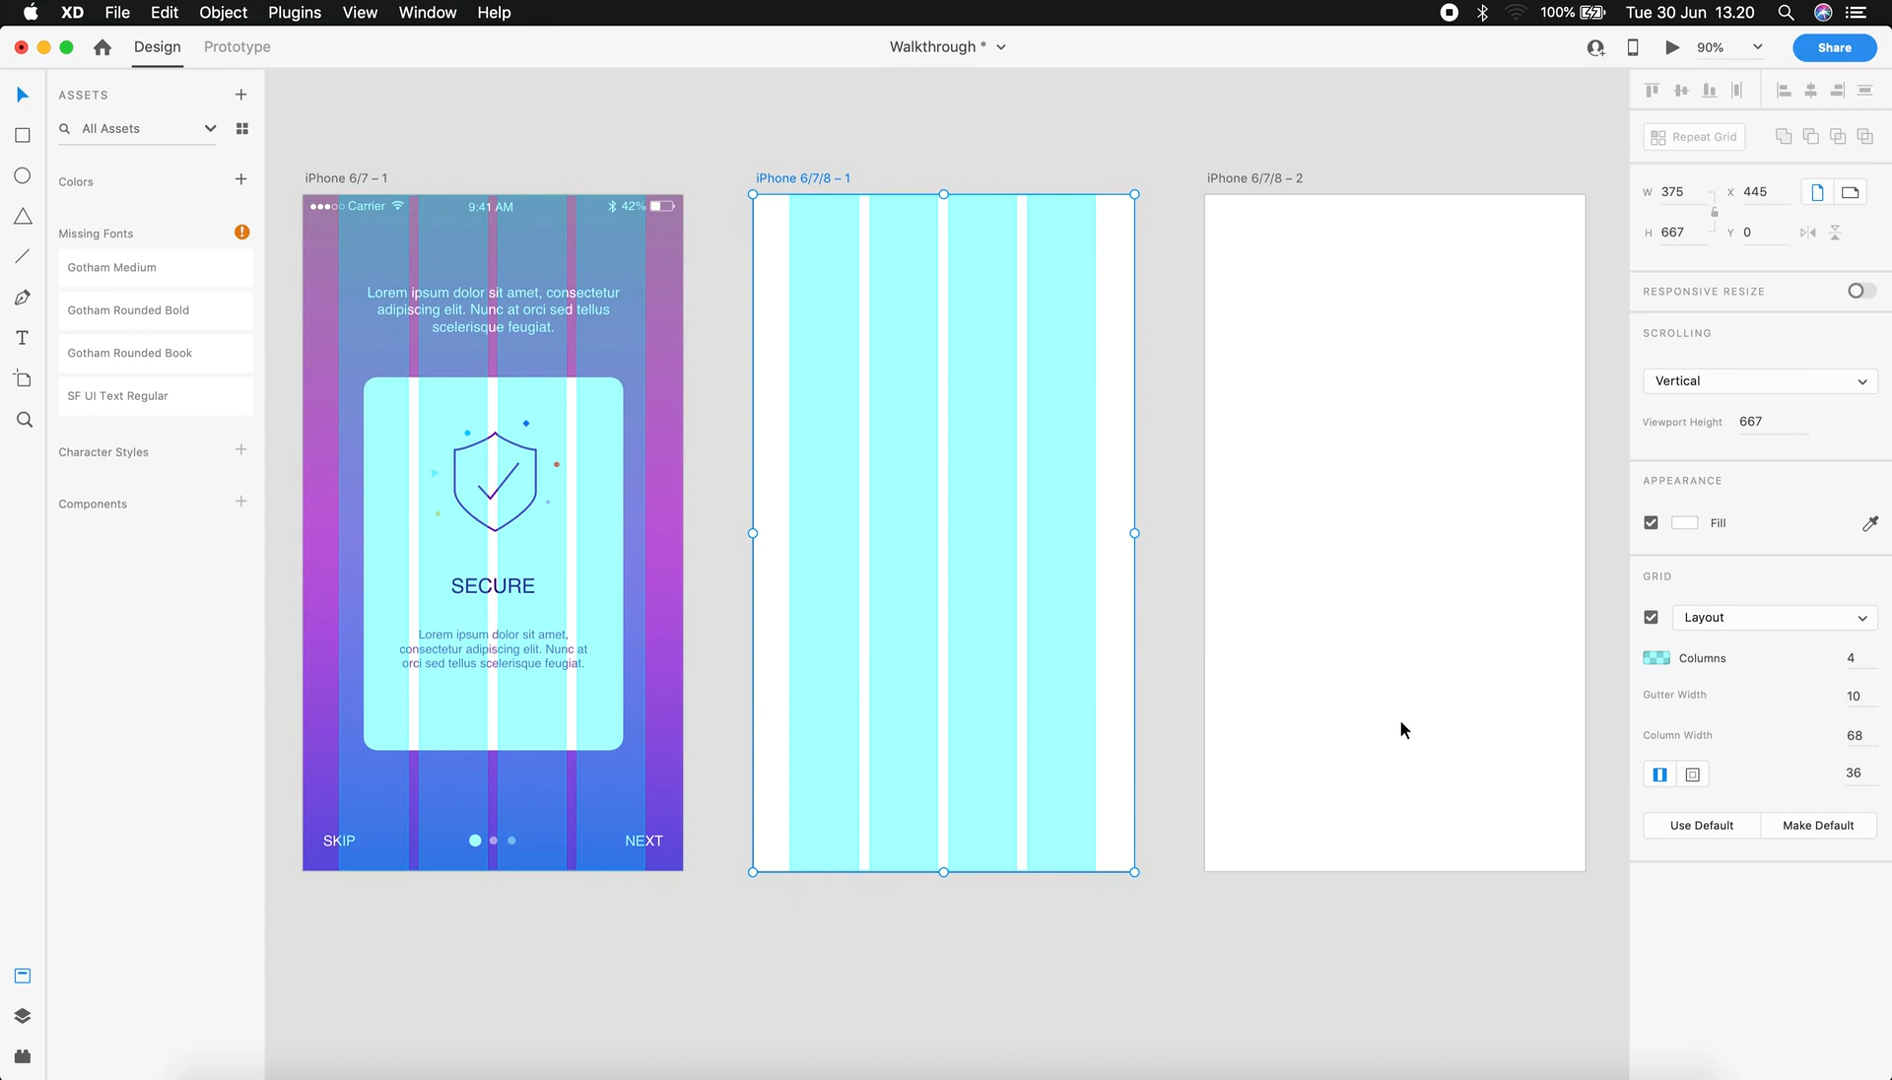 XD File Edit Object Plugins View Window Help
100% Tue 30 Jun 13.20
Design Prototype
Walkthrough *
90% Share
ASSETS
All Assets
Colors
Missing Fonts
Gotham Medium
Gotham Rounded Bold
Gotham Rounded Book
SF UI Text Regular
Character Styles
Components
iPhone 6/7 – 1
Carrier 9:41 AM 42%
Lorem ipsum dolor sit amet, consectetur
adipiscing elit. Nunc at orci sed tellus
scelerisque feugiat.
SECURE
Lorem ipsum dolor sit amet,
consectetur adipiscing elit. Nunc at
orci sed tellus scelerisque feugiat.
SKIP NEXT
iPhone 6/7/8 – 1
iPhone 6/7/8 – 2
Repeat Grid
W 375 X 445
H 667 Y 0
RESPONSIVE RESIZE
SCROLLING
Vertical
Viewport Height 667
APPEARANCE
Fill
GRID
Layout
Columns 4
Gutter Width 10
Column Width 68
36
Use Default Make Default